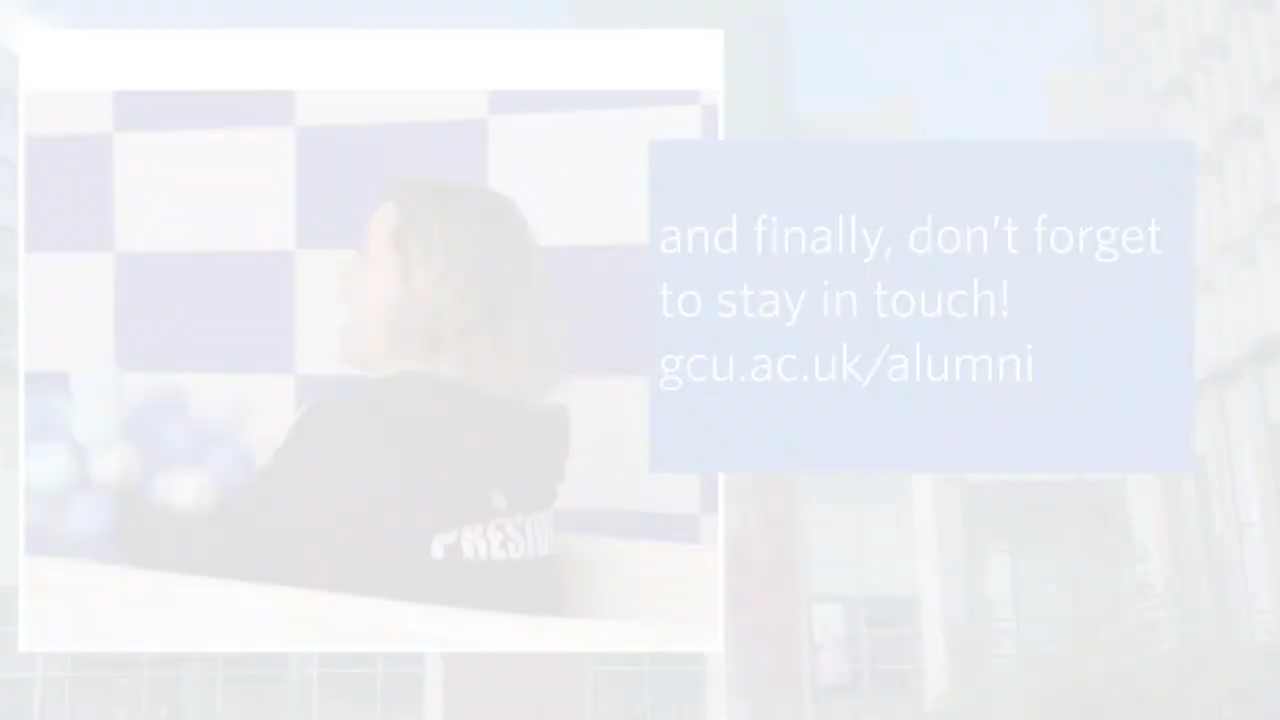 and finally, don't forget
to stay in touch!
gcu.ac.uk/alumni